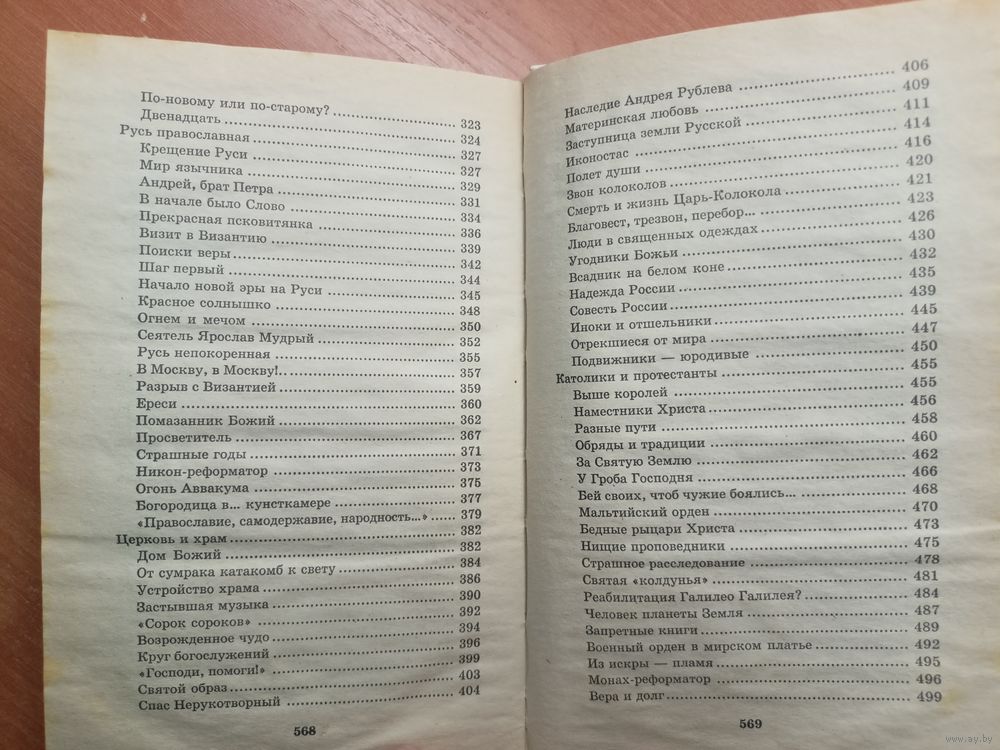 По-новому или по-старому? ........ 323
Двенадцать ........ 324
Русь православная ........ 327
Крещение Руси ........ 327
Мир язычника ........ 329
Андрей, брат Петра ........ 331
В начале было Слово ........ 334
Прекрасная псковитянка ........ 336
Визит в Византию ........ 339
Поиски веры ........ 342
Шаг первый ........ 344
Начало новой эры на Руси ........ 345
Красное солнышко ........ 348
Огнем и мечом ........ 350
Сеятель Ярослав Мудрый ........ 352
Русь непокоренная ........ 355
В Москву, в Москву!.. ........ 357
Разрыв с Византией ........ 359
Ереси ........ 360
Помазанник Божий ........ 362
Просветитель ........ 367
Страшные годы ........ 371
Никон-реформатор ........ 373
Огонь Аввакума ........ 375
Богородица в... кунсткамере ........ 377
«Православие, самодержавие, народность...» ........ 379
Церковь и храм ........ 382
Дом Божий ........ 382
От сумрака катакомб к свету ........ 384
Устройство храма ........ 386
Застывшая музыка ........ 390
«Сорок сороков» ........ 392
Возрожденное чудо ........ 394
Круг богослужений ........ 396
«Господи, помоги!» ........ 399
Святой образ ........ 403
Спас Нерукотворный ........ 404
568
Наследие Андрея Рублева ........ 406
Материнская любовь ........ 409
Заступница земли Русской ........ 411
Иконостас ........ 414
Полет души ........ 416
Звон колоколов ........ 420
Смерть и жизнь Царь-Колокола ........ 421
Благовест, трезвон, перебор... ........ 423
Люди в священных одеждах ........ 426
Угодники Божьи ........ 430
Всадник на белом коне ........ 432
Надежда России ........ 435
Совесть России ........ 439
Иноки и отшельники ........ 445
Отрекшиеся от мира ........ 447
Подвижники — юродивые ........ 450
Католики и протестанты ........ 455
Выше королей ........ 455
Наместники Христа ........ 456
Разные пути ........ 458
Обряды и традиции ........ 460
За Святую Землю ........ 462
У Гроба Господня ........ 466
Бей своих, чтоб чужие боялись... ........ 468
Мальтийский орден ........ 470
Бедные рыцари Христа ........ 473
Нищие проповедники ........ 475
Страшное расследование ........ 478
Святая «колдунья» ........ 481
Реабилитация Галилео Галилея? ........ 484
Человек планеты Земля ........ 487
Запретные книги ........ 489
Военный орден в мирском платье ........ 492
Из искры — пламя ........ 495
Монах-реформатор ........ 496
Вера и долг ........ 499
569
www.ay.by